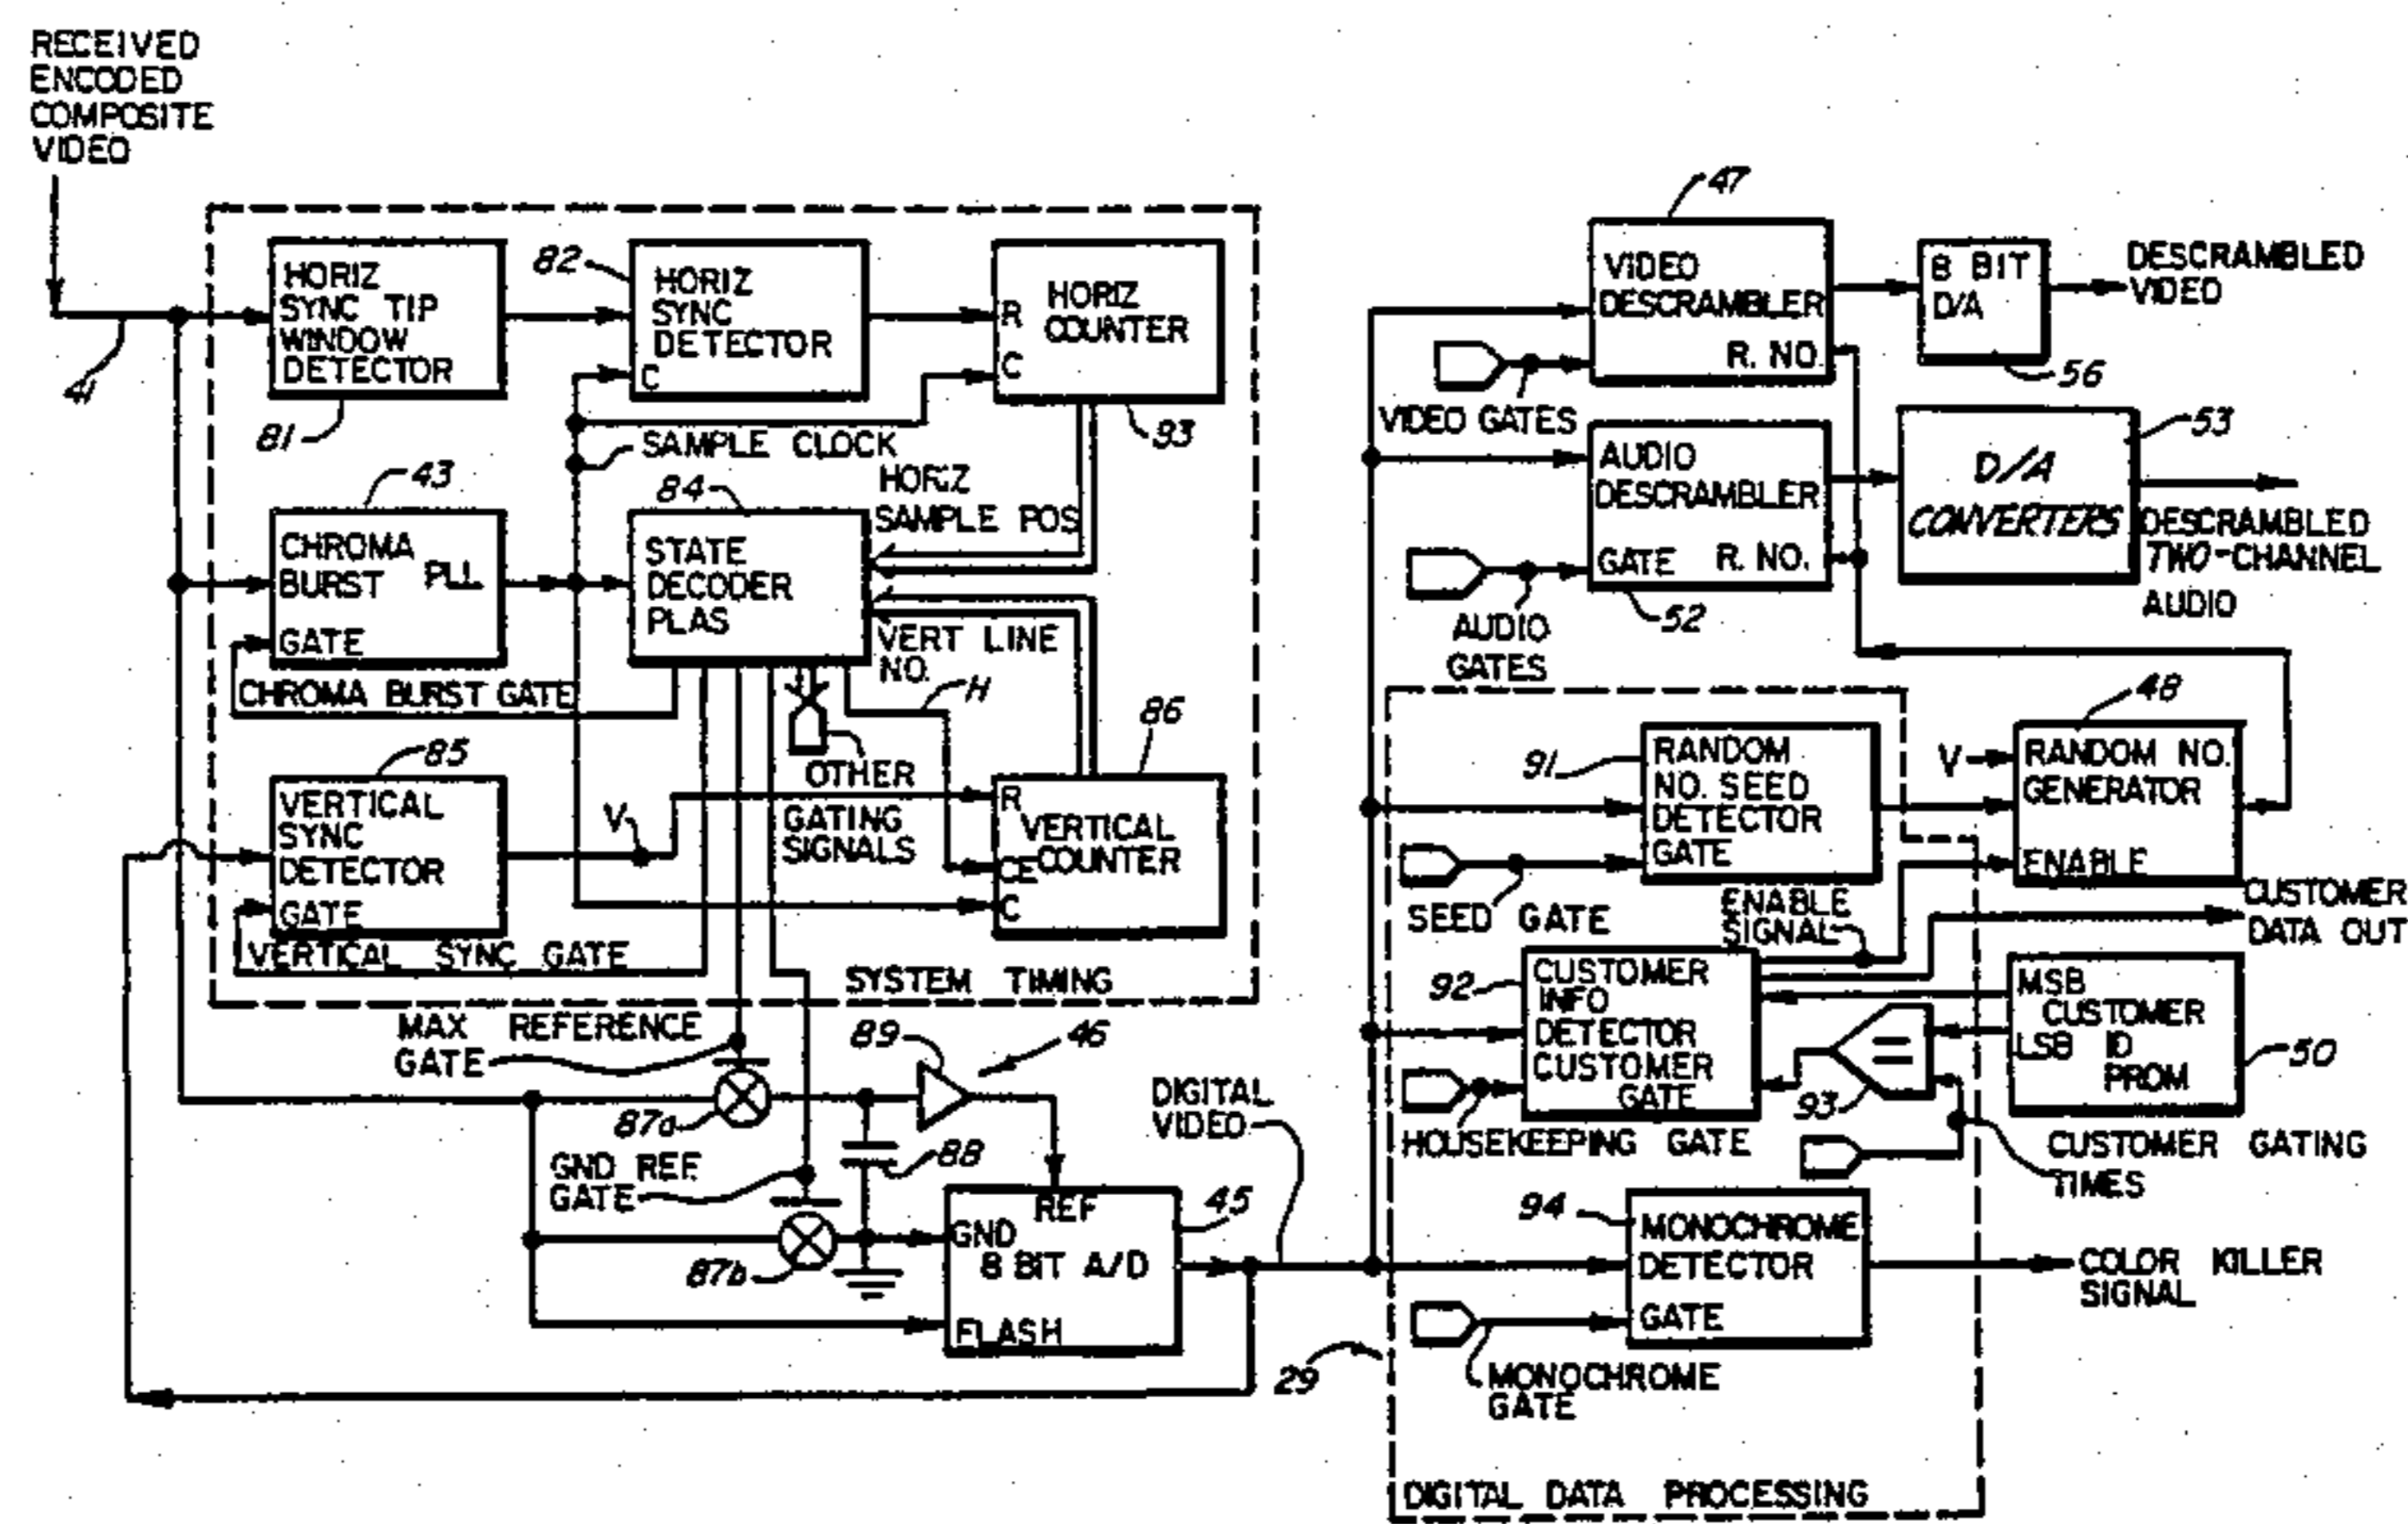 RECEIVED
ENCODED
COMPOSITE
VIDEO
41
HORIZ
SYNC TIP
WINDOW
DETECTOR
81
82
HORIZ
SYNC
DETECTOR
C
R
HORIZ
COUNTER
C
93
SAMPLE CLOCK
43
CHROMA
BURST PLL
GATE
CHROMA BURST GATE
84
STATE
DECODER
PLAS
HORIZ
SAMPLE POS
VERT LINE
NO.
H
OTHER
GATING
SIGNALS
85
VERTICAL
SYNC
DETECTOR
GATE
VERTICAL SYNC GATE
V
86
R
VERTICAL
COUNTER
CE
C
SYSTEM TIMING
MAX REFERENCE
GATE
87a
89
46
88
GND REF.
GATE
87b
REF
GND
8 BIT A/D
FLASH
45
DIGITAL
VIDEO
47
VIDEO
DESCRAMBLER
R. NO.
VIDEO GATES
8 BIT
D/A
56
DESCRAMBLED
VIDEO
AUDIO
DESCRAMBLER
GATE R. NO.
52
AUDIO
GATES
D/A
CONVERTERS
53
DESCRAMBLED
TWO-CHANNEL
AUDIO
91
RANDOM
NO. SEED
DETECTOR
GATE
SEED GATE
48
V
RANDOM NO.
GENERATOR
ENABLE
ENABLE
SIGNAL
CUSTOMER
DATA OUT
92
CUSTOMER
INFO
DETECTOR
CUSTOMER
GATE
HOUSEKEEPING GATE
=
93
MSB
CUSTOMER
LSB ID
PROM
50
CUSTOMER GATING
TIMES
94
MONOCHROME
DETECTOR
GATE
MONOCHROME
GATE
COLOR KILLER
SIGNAL
29
DIGITAL DATA PROCESSING